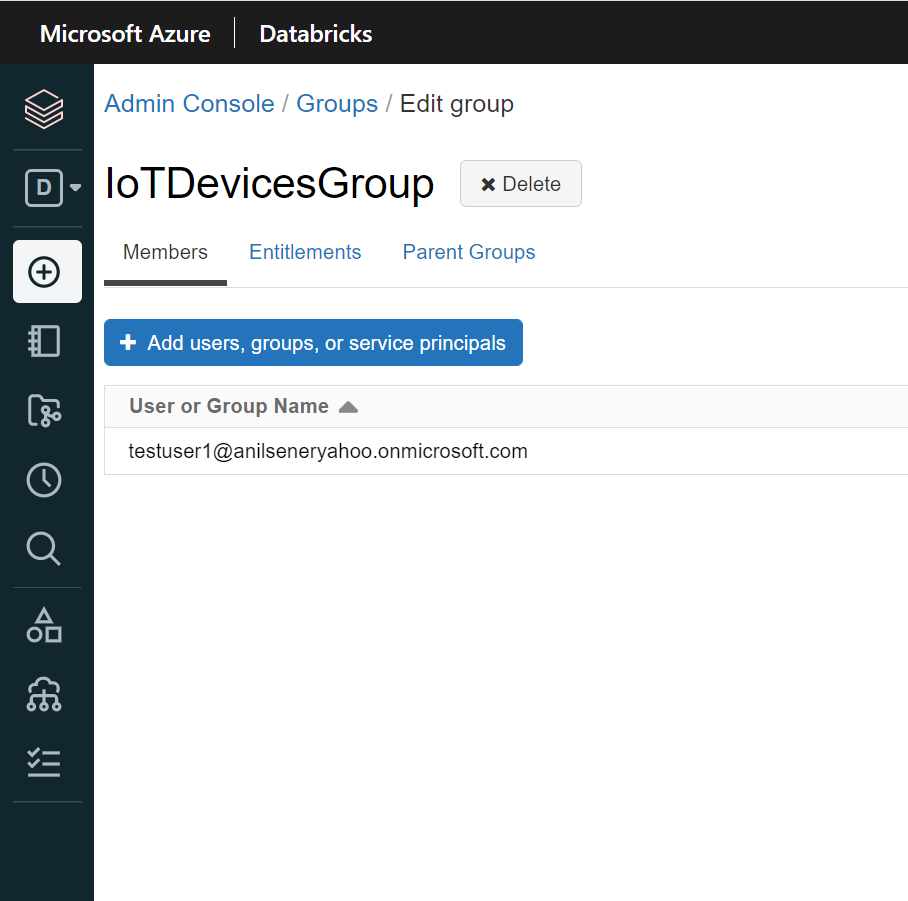 Microsoft Azure Databricks
Admin Console / Groups / Edit group
D
IoTDevicesGroup
Delete
Members Entitlements Parent Groups
Add users, groups, or service principals
User or Group Name
testuser1@anilseneryahoo.onmicrosoft.com